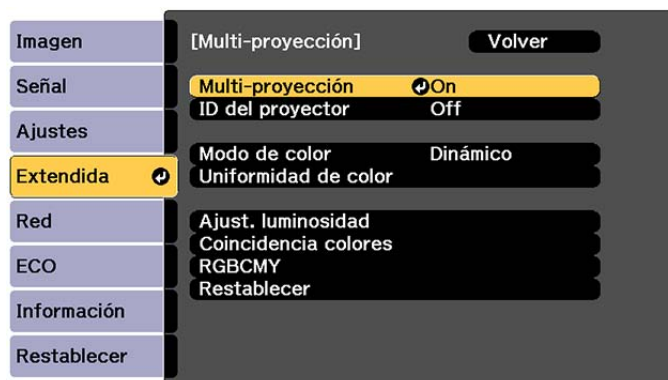 Imagen
Señal
Ajustes
Extendida
Red
ECO
Información
Restablecer
[Multi-proyección] Volver
Multi-proyección On
ID del proyector Off
Modo de color Dinámico
Uniformidad de color
Ajust. luminosidad
Coincidencia colores
RGBCMY
Restablecer